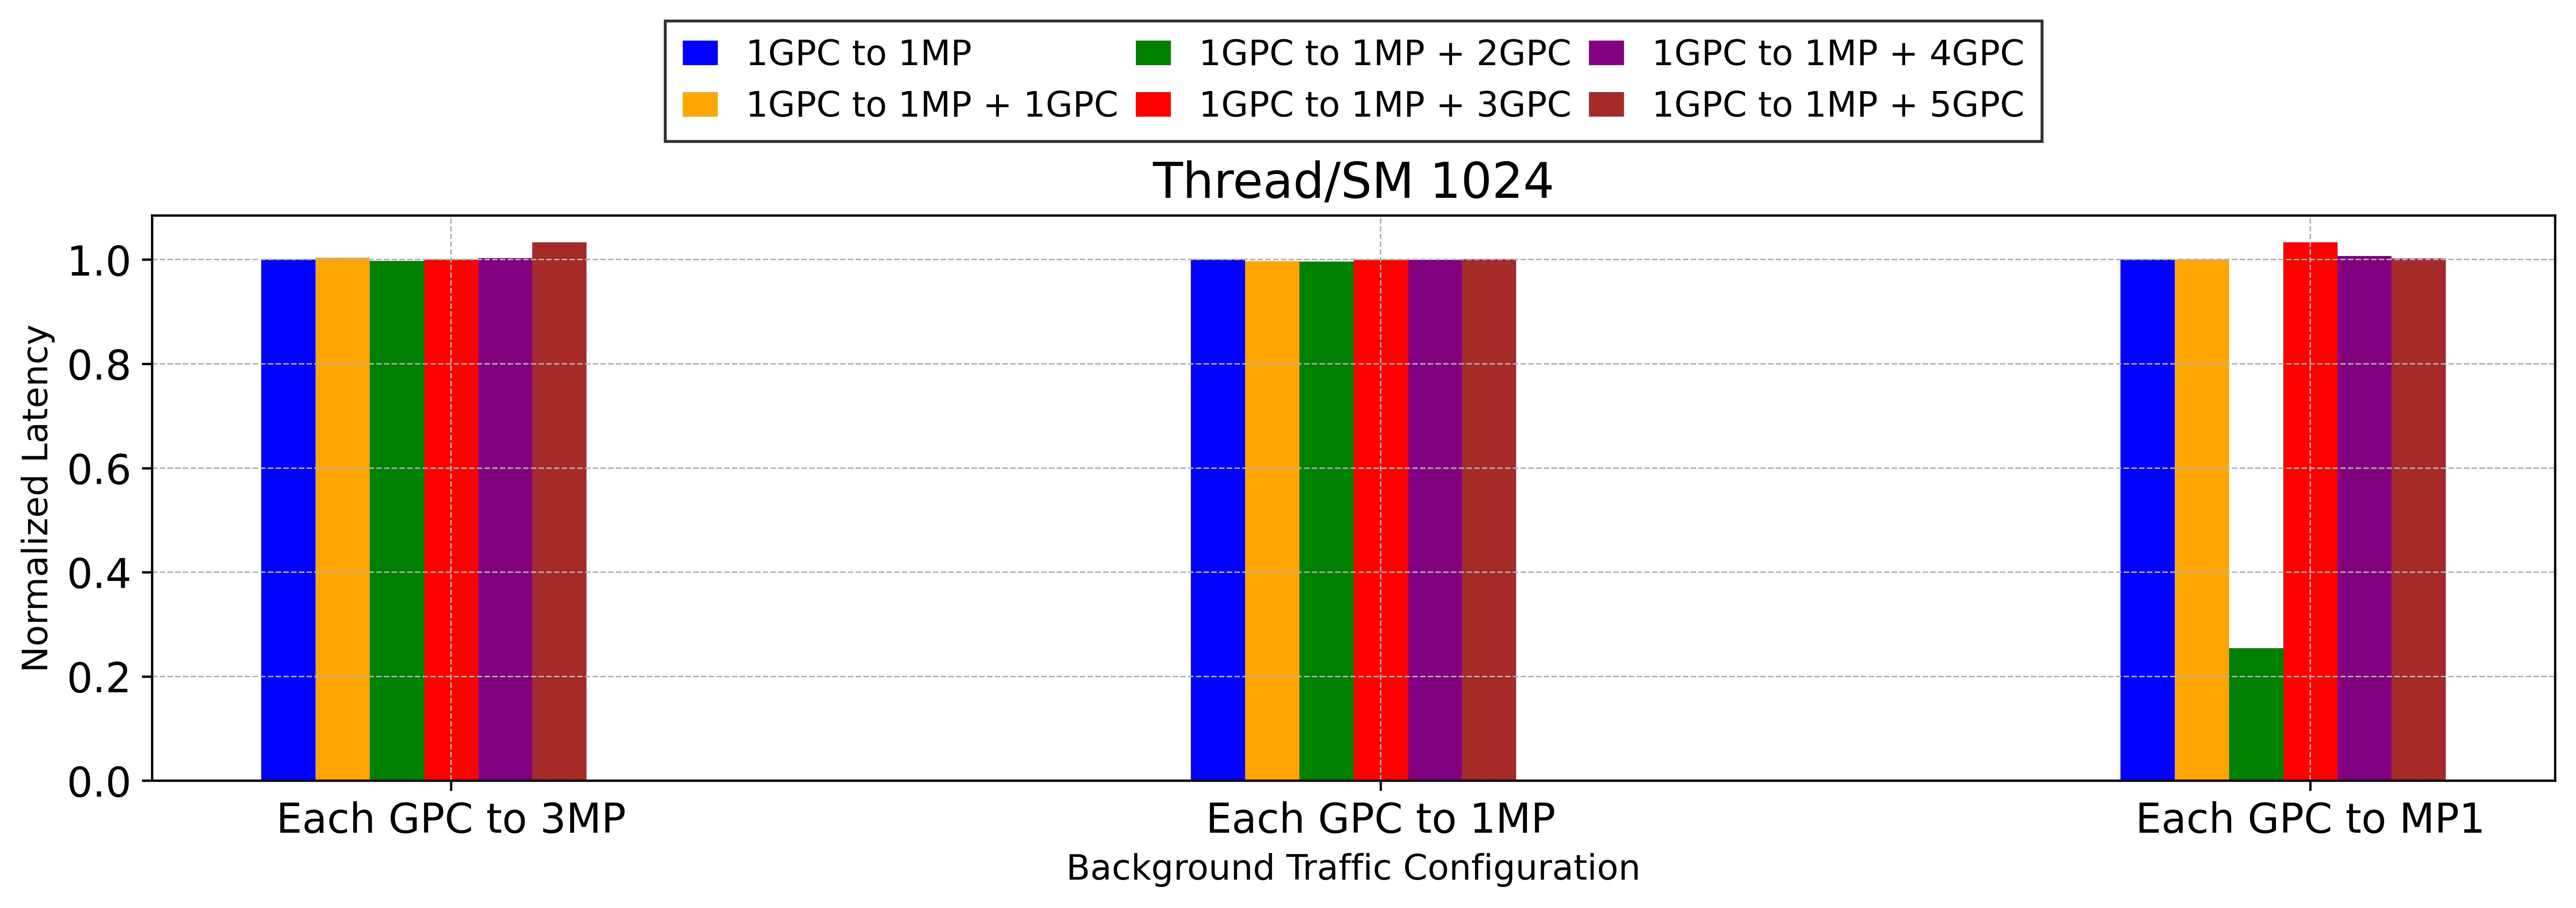 1GPC to 1MP
1GPC to 1MP + 1GPC
1GPC to 1MP + 2GPC
1GPC to 1MP + 3GPC
1GPC to 1MP + 4GPC
1GPC to 1MP + 5GPC
Thread/SM 1024
Normalized Latency
1.0
0.8
0.6
0.4
0.2
0.0
Each GPC to 3MP
Each GPC to 1MP
Each GPC to MP1
Background Traffic Configuration